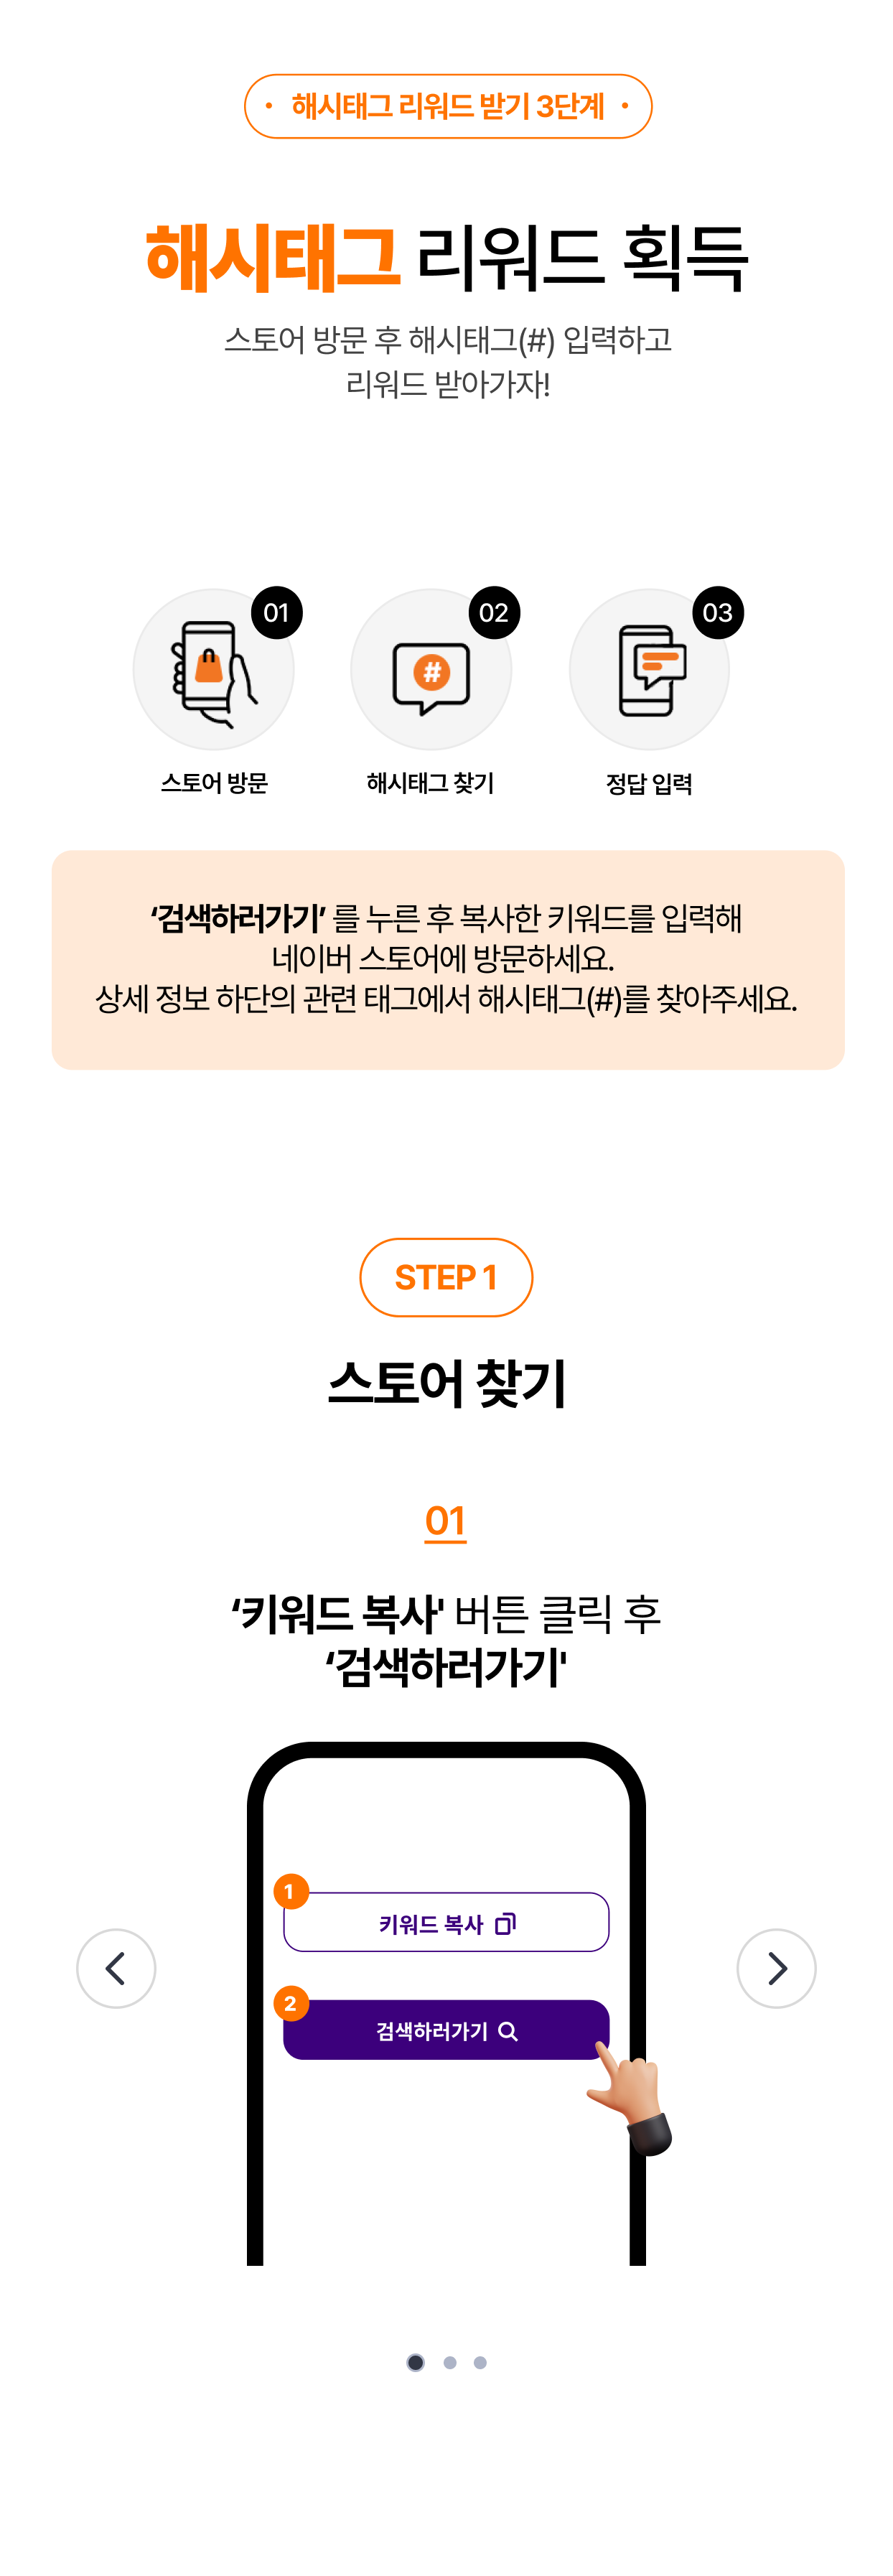 • 해시태그 리워드 받기 3단계 •
해시태그 리워드 획득
스토어 방문 후 해시태그(#) 입력하고
리워드 받아가자!
01
02
03
#
스토어 방문
해시태그 찾기
정답 입력
‘검색하러가기’ 를 누른 후 복사한 키워드를 입력해
네이버 스토어에 방문하세요.
상세 정보 하단의 관련 태그에서 해시태그(#)를 찾아주세요.
STEP 1
스토어 찾기
01
‘키워드 복사' 버튼 클릭 후
‘검색하러가기'
1
키워드 복사
2
검색하러가기